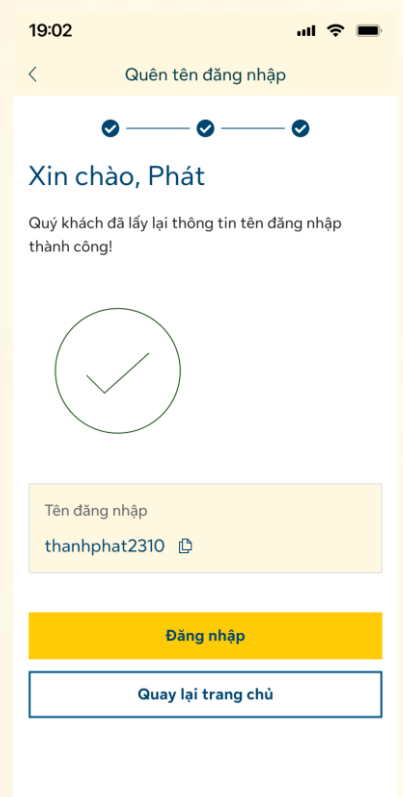 19:02
Quên tên đăng nhập
Xin chào, Phát
Quý khách đã lấy lại thông tin tên đăng nhập
thành công!
Tên đăng nhập
thanhphat2310
Đăng nhập
Quay lại trang chủ